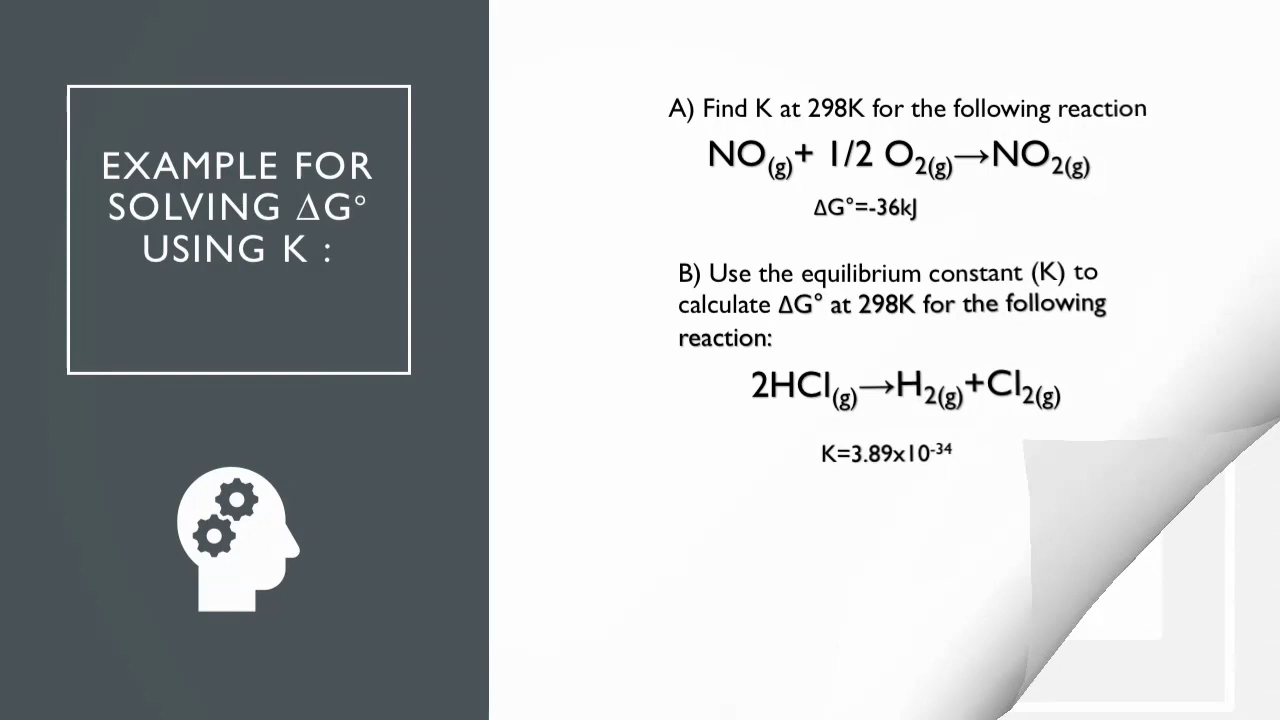 EXAMPLE FOR
SOLVING ΔG°
USING K :
A) Find K at 298K for the following reaction
NO(g)+ 1/2 O2(g)→NO2(g)
ΔG°=-36kJ
B) Use the equilibrium constant (K) to
calculate ΔG° at 298K for the following
reaction:
2HCl(g)→H2(g)+Cl2(g)
K=3.89x10-34